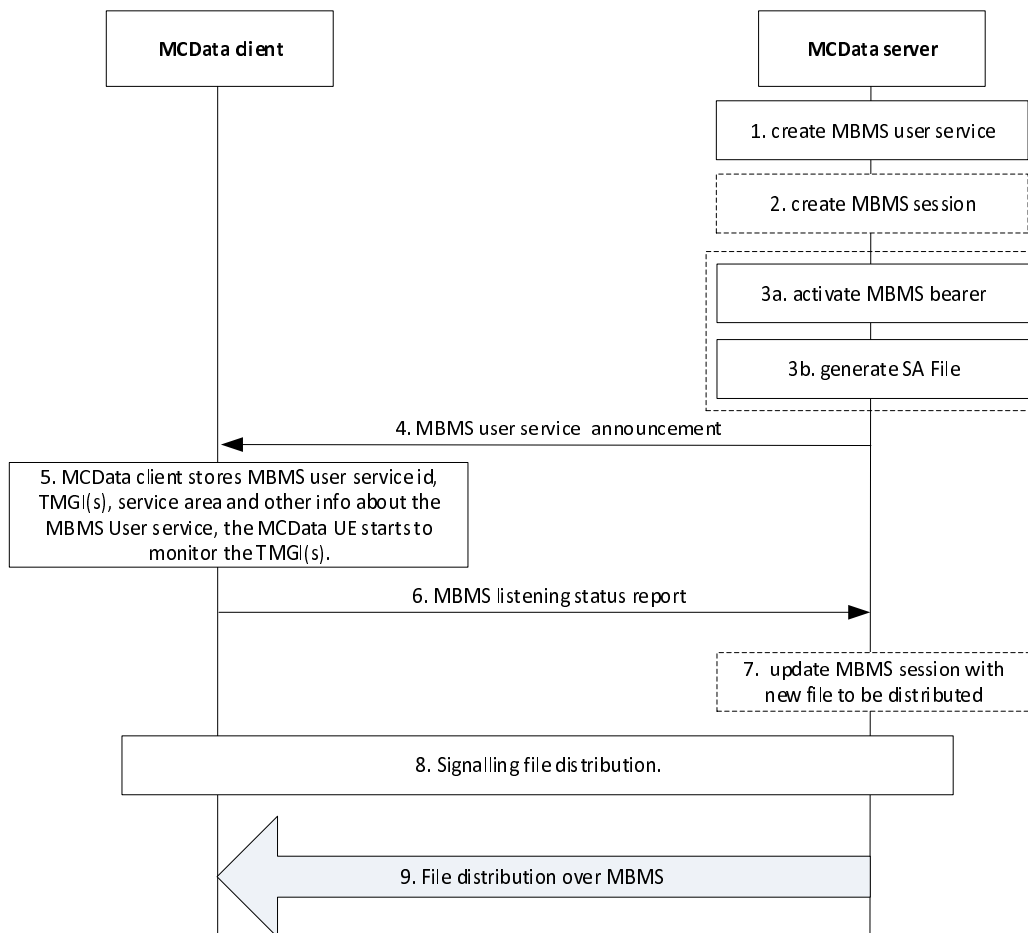 MCData client
MCData server
1. create MBMS user service
2. create MBMS session
3a. activate MBMS bearer
3b. generate SA File
4. MBMS user service announcement
5. MCData client stores MBMS user service id,
TMGI(s), service area and other info about the
MBMS User service, the MCData UE starts to
monitor the TMGI(s).
6. MBMS listening status report
7. update MBMS session with
new file to be distributed
8. Signalling file distribution.
9. File distribution over MBMS